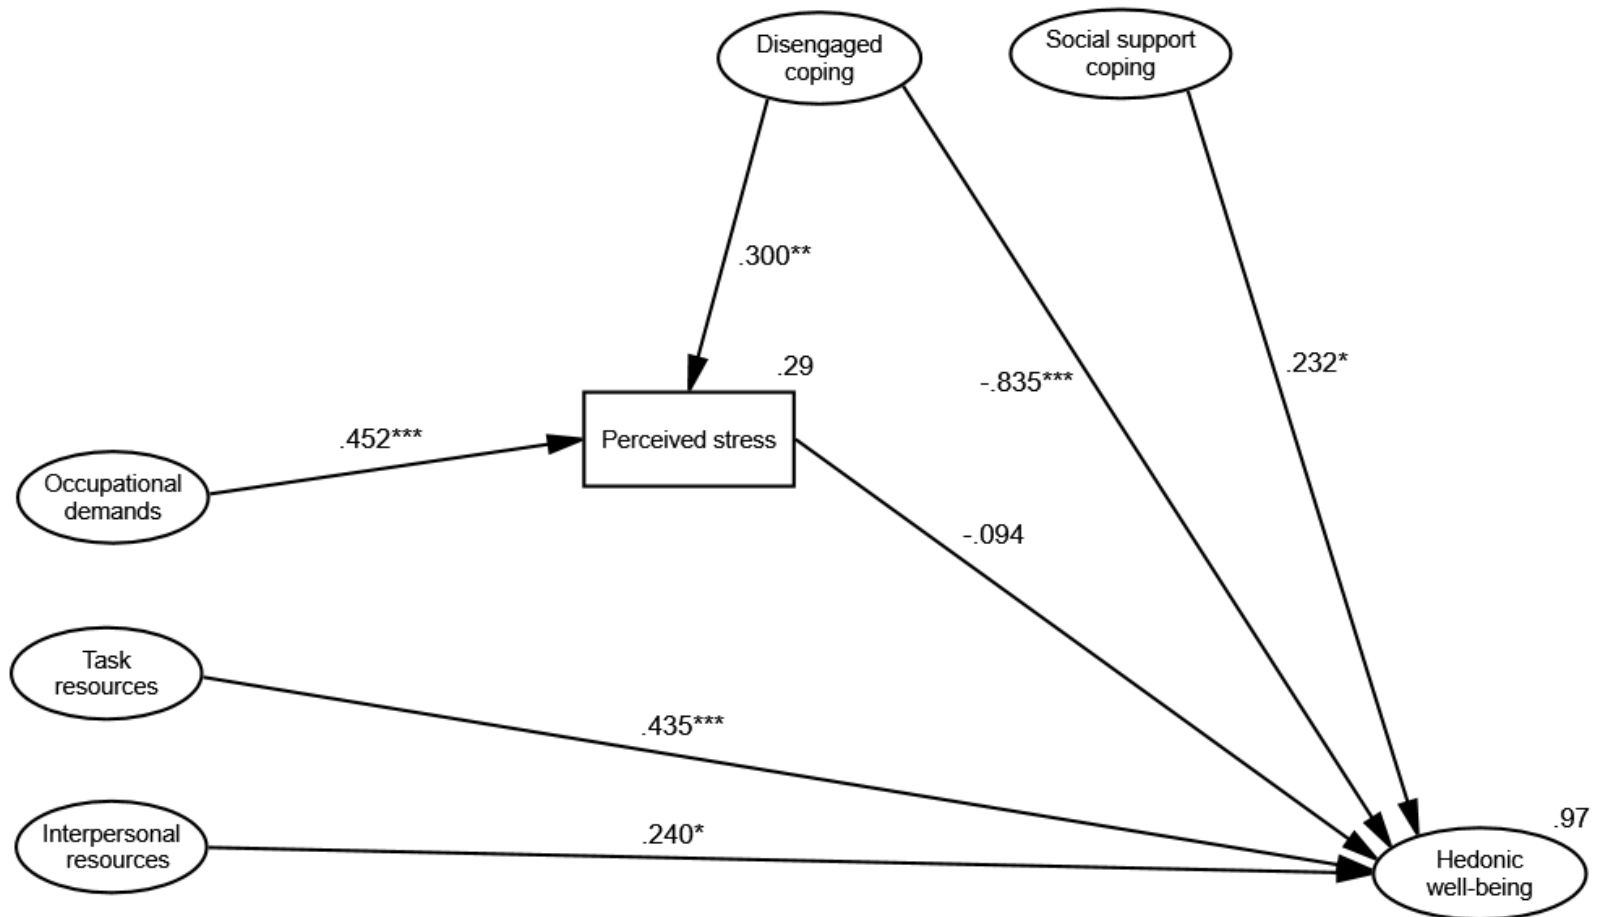 Disengaged
coping
Social support
coping
.300**
.29
-.835***
.232*
.452***
Perceived stress
Occupational
demands
-.094
Task
resources
.435***
Interpersonal
resources
.240*
.97
Hedonic
well-being